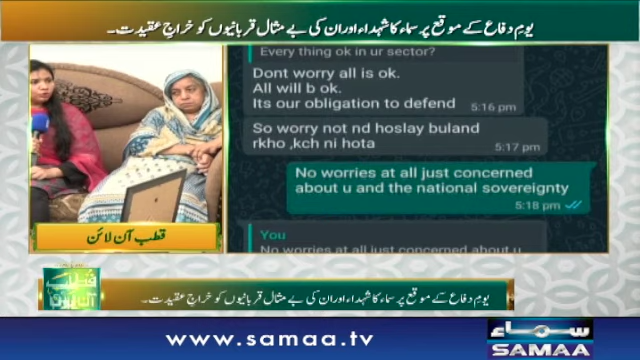 یومِ دفاع کے موقع پر سماء کا شہداء اور ان کی بے مثال قربانیوں کو خراجِ عقیدت۔
Every thing ok in ur sector?
Dont worry all is ok.
All will b ok.
Its our obligation to defend
5:16 pm
So worry not nd hoslay buland
rkho ,kch ni hota
5:17 pm
No worries at all just concerned
about u and the national sovereignty
5:18 pm
You
No worries at all just concerned about u
قطب آن لائن
قطب
آن لائن
یومِ دفاع کے موقع پر سماء کا شہداء اور ان کی بے مثال قربانیوں کو خراجِ عقیدت۔
www.samaa.tv
سماء
SAMAA